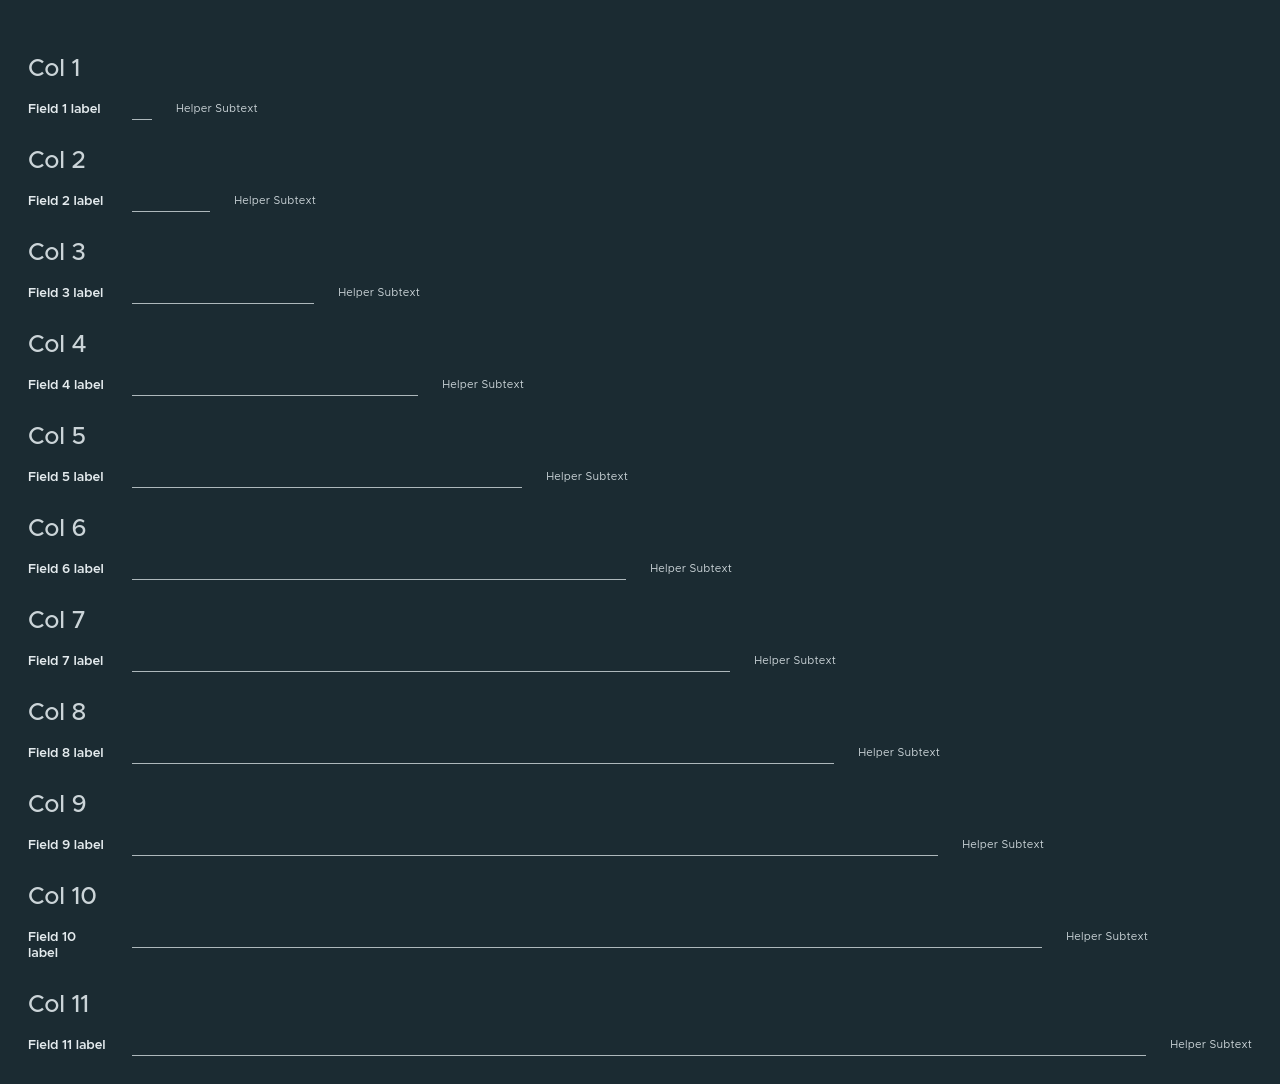 Col 1
Field 1 label Helper Subtext
Col 2
Field 2 label Helper Subtext
Col 3
Field 3 label Helper Subtext
Col 4
Field 4 label Helper Subtext
Col 5
Field 5 label Helper Subtext
Col 6
Field 6 label Helper Subtext
Col 7
Field 7 label Helper Subtext
Col 8
Field 8 label Helper Subtext
Col 9
Field 9 label Helper Subtext
Col 10
Field 10 Helper Subtext
label
Col 11
Field 11 label Helper Subtext